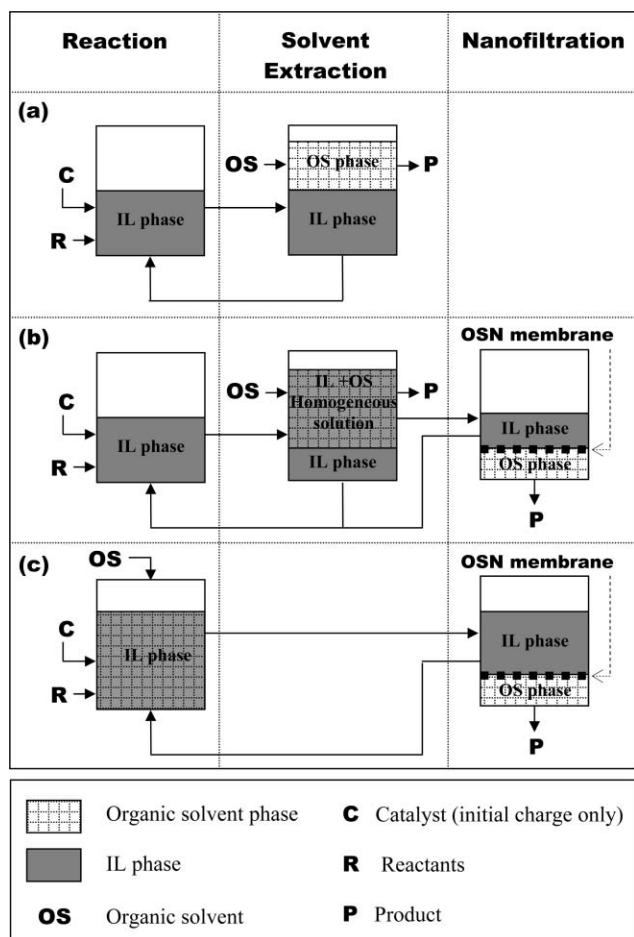 Reaction
Solvent
Extraction
Nanofiltration
(a)
C
R
IL phase
OS
OS phase
P
IL phase
(b)
C
R
IL phase
OS
IL +OS
Homogeneous
solution
P
IL phase
OSN membrane
IL phase
OS phase
P
(c)
OS
C
R
IL phase
OSN membrane
IL phase
OS phase
P
Organic solvent phase
C Catalyst (initial charge only)
IL phase
R Reactants
OS Organic solvent
P Product